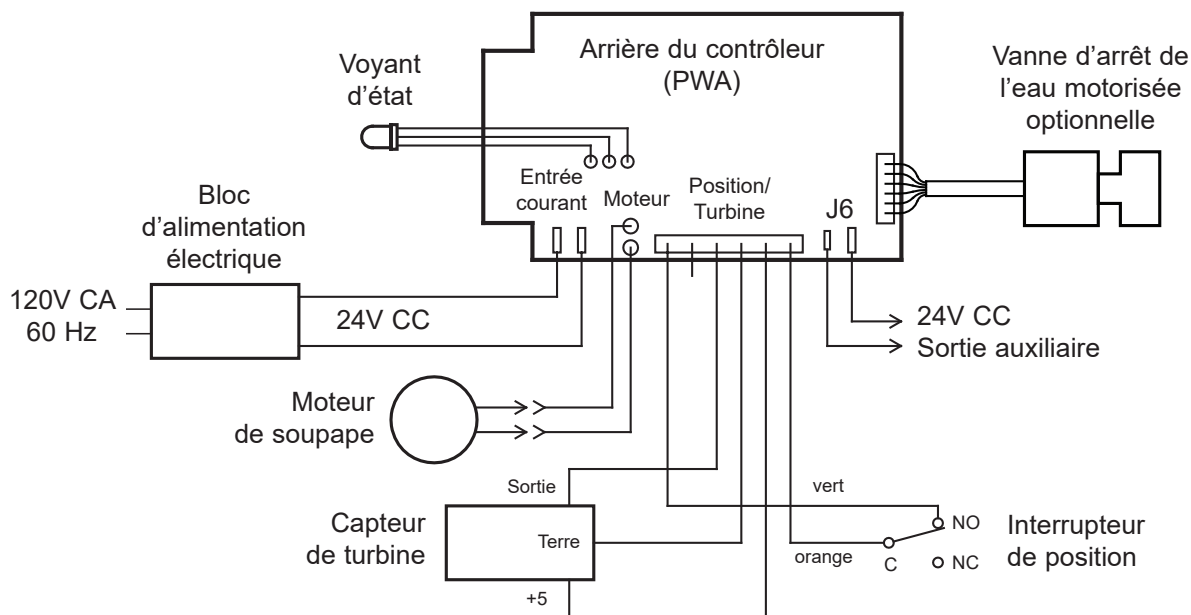 Arrière du contrôleur
(PWA)
Voyant
d'état
Vanne d'arrêt de
l'eau motorisée
optionnelle
Entrée
courant
Moteur
Position/
Turbine
J6
Bloc
d'alimentation
électrique
120V CA
60 Hz
24V CC
24V CC
Sortie auxiliaire
Moteur
de soupape
Sortie
vert
Capteur
de turbine
Terre
orange
C
NO
NC
Interrupteur
de position
+5